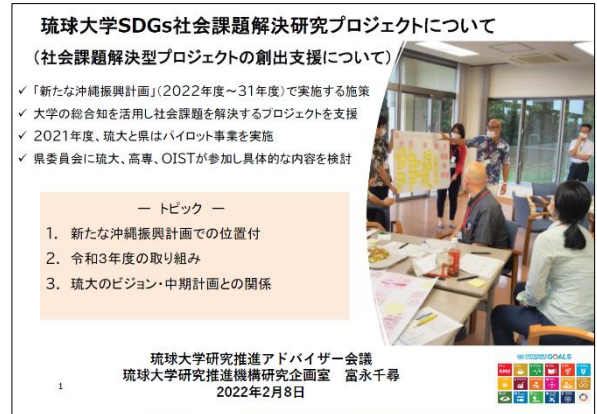 琉球大学SDGs社会課題解決研究プロジェクトについて
（社会課題解決型プロジェクトの創出支援について）
✓ 「新たな沖縄振興計画」（2022年度～31年度）で実施する施策
✓ 大学の総合知を活用し社会課題を解決するプロジェクトを支援
✓ 2021年度、琉大と県はパイロット事業を実施
✓ 県委員会に琉大、高専、OISTが参加し具体的な内容を検討
― トピック ―
1. 新たな沖縄振興計画での位置付
2. 令和3年度の取り組み
3. 琉大のビジョン・中期計画との関係
琉球大学研究推進アドバイザー会議
琉球大学研究推進機構研究企画室　富永千尋
2022年2月8日
1
GOALS